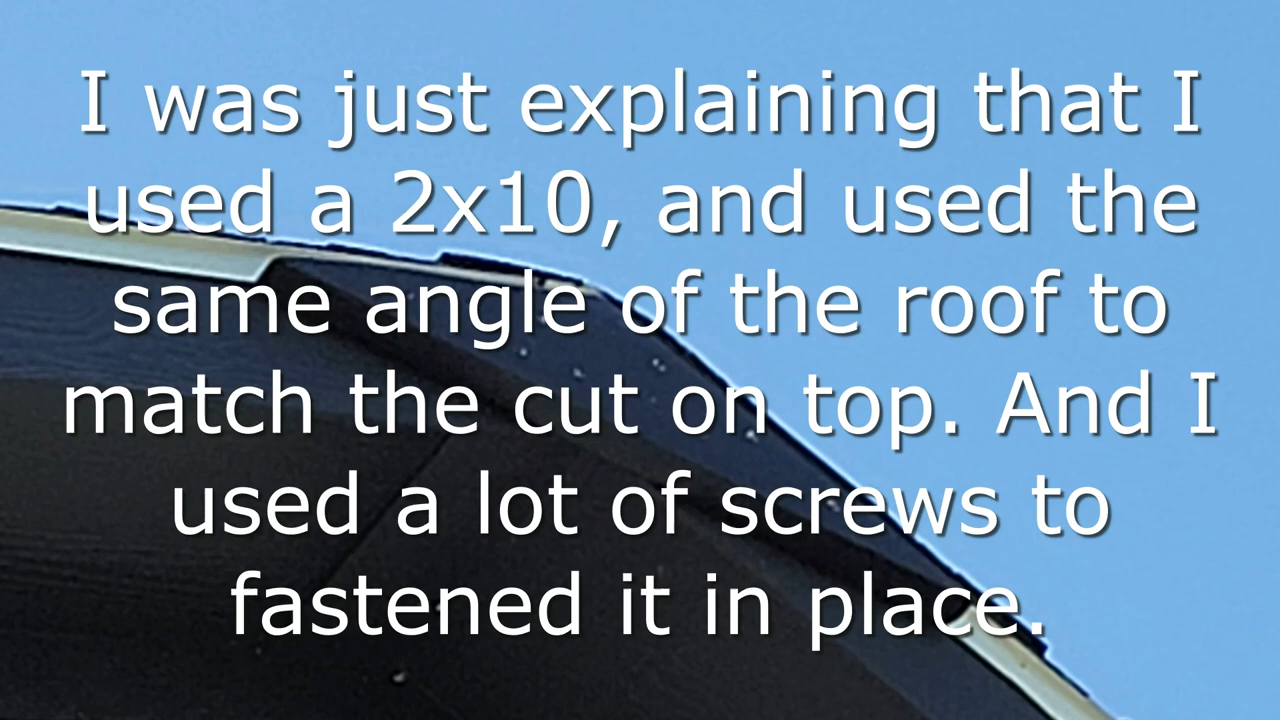 I was just explaining that I
used a 2x10, and used the
same angle of the roof to
match the cut on top. And I
used a lot of screws to
fastened it in place.